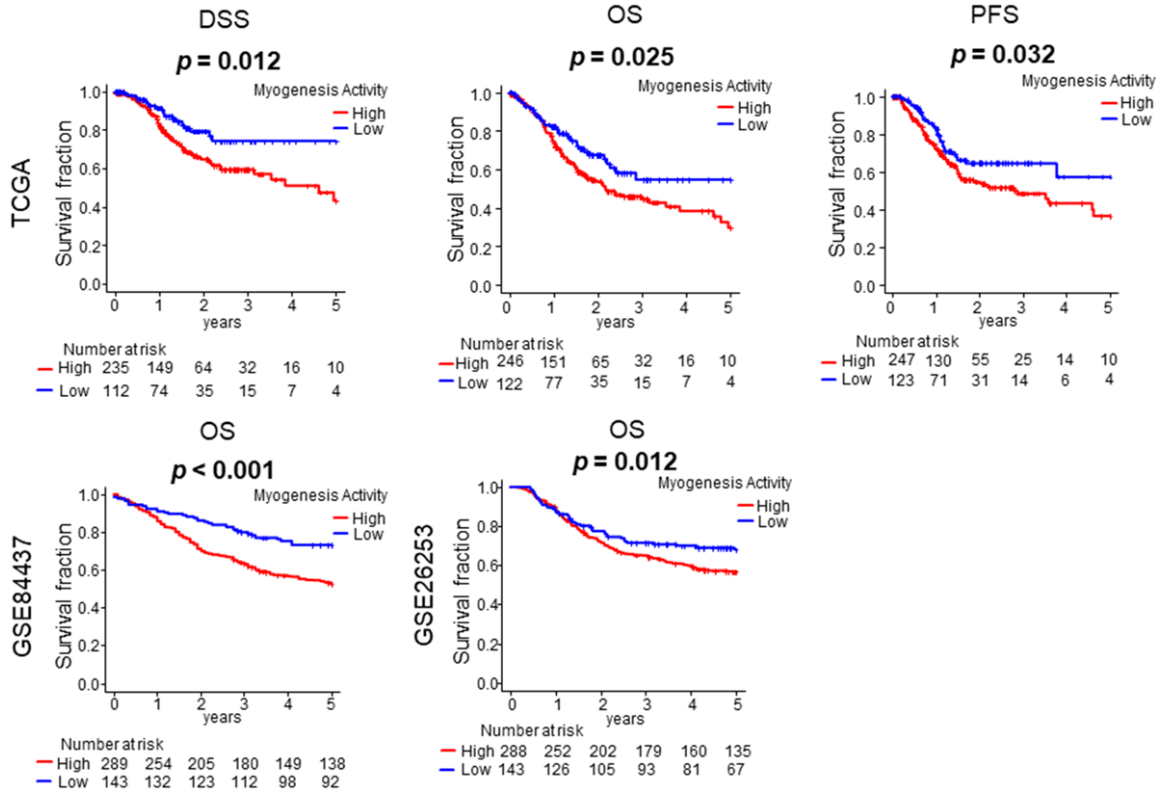 DSS
p = 0.012
Myogenesis Activity
High
Low
TCGA
Survival fraction
1.0
0.8
0.6
0.4
0.2
0.0
0 1 2 3 4 5
years
Number at risk
High 235 149 64 32 16 10
Low 112 74 35 15 7 4
OS
p = 0.025
Myogenesis Activity
High
Low
Survival fraction
1.0
0.8
0.6
0.4
0.2
0.0
0 1 2 3 4 5
years
Number at risk
High 246 151 65 32 16 10
Low 122 77 35 15 7 4
PFS
p = 0.032
Myogenesis Activity
High
Low
Survival fraction
1.0
0.8
0.6
0.4
0.2
0.0
0 1 2 3 4 5
years
Number at risk
High 247 130 55 25 14 10
Low 123 71 31 14 6 4
OS
p < 0.001
Myogenesis Activity
High
Low
GSE84437
Survival fraction
1.0
0.8
0.6
0.4
0.2
0.0
0 1 2 3 4 5
years
Number at risk
High 289 254 205 180 149 138
Low 143 132 123 112 98 92
OS
p = 0.012
Myogenesis Activity
High
Low
GSE26253
Survival fraction
1.0
0.8
0.6
0.4
0.2
0.0
0 1 2 3 4 5
years
Number at risk
High 288 252 202 179 160 135
Low 143 126 105 93 81 67